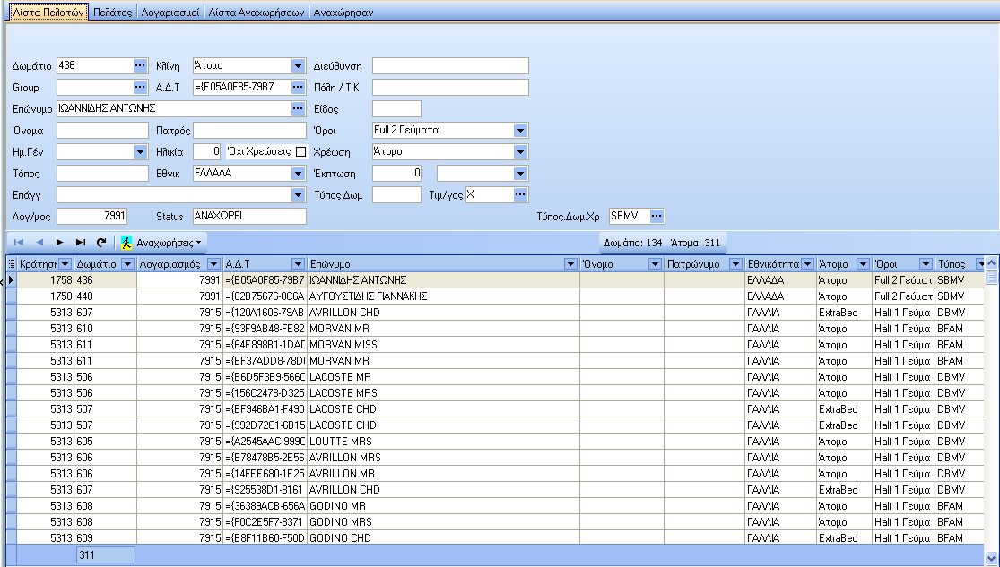 Λίστα Πελατών Πελάτες Λογαριασμοί Λίστα Αναχωρήσεων Αναχώρησαν
Δωμάτιο 436 ... Κλίνη Άτομο Διεύθυνση
Group ... Α.Δ.Τ ={E05A0F85-79B7 ... Πόλη / Τ.Κ
Επώνυμο ΙΩΑΝΝΙΔΗΣ ΑΝΤΩΝΗΣ ... Είδος
Όνομα Πατρός Όροι Full 2 Γεύματα
Ημ.Γέν Ηλικία 0 Όχι Χρεώσεις Χρέωση Άτομο
Τόπος Εθνικ ΕΛΛΑΔΑ Έκπτωση 0
Επάγγ Τύπος Δωμ Τιμ/γος X ...
Λογ/μος 7991 Status ΑΝΑΧΩΡΕΙ Τύπος.Δωμ.Χρ SBMV ...
Αναχωρήσεις Δωμάτια: 134 Άτομα: 311
Κράτησ Δωμάτιο Λογαριασμός Α.Δ.Τ Επώνυμο Όνομα Πατρώνυμο Εθνικότητα Άτομο Όροι Τύπος
1758 436 7991 ={E05A0F85-79B7 ΙΩΑΝΝΙΔΗΣ ΑΝΤΩΝΗΣ ΕΛΛΑΔΑ Άτομο Full 2 Γεύματ SBMV
1758 440 7991 ={02B75676-0C6A ΑΥΓΟΥΣΤΙΔΗΣ ΓΙΑΝΝΑΚΗΣ ΕΛΛΑΔΑ Άτομο Full 2 Γεύματ SBMV
5313 607 7915 ={120A1606-79AB AVRILLON CHD ΓΑΛΛΙΑ ExtraBed Half 1 Γεύμα DBMV
5313 610 7915 ={93F9AB48-FE82 MORVAN MR ΓΑΛΛΙΑ Άτομο Half 1 Γεύμα BFAM
5313 611 7915 ={64E898B1-1DAD MORVAN MISS ΓΑΛΛΙΑ Άτομο Half 1 Γεύμα BFAM
5313 611 7915 ={BF37ADD8-78D MORVAN MR ΓΑΛΛΙΑ Άτομο Half 1 Γεύμα BFAM
5313 506 7915 ={B6D5F3E9-566C LACOSTE MR ΓΑΛΛΙΑ Άτομο Half 1 Γεύμα DBMV
5313 506 7915 ={156C2478-D325 LACOSTE MRS ΓΑΛΛΙΑ Άτομο Half 1 Γεύμα DBMV
5313 507 7915 ={BF946BA1-F490 LACOSTE CHD ΓΑΛΛΙΑ ExtraBed Half 1 Γεύμα DBMV
5313 507 7915 ={992D72C1-6B15 LACOSTE CHD ΓΑΛΛΙΑ ExtraBed Half 1 Γεύμα DBMV
5313 605 7915 ={A2545AAC-999C LOUTTE MRS ΓΑΛΛΙΑ Άτομο Half 1 Γεύμα DBMV
5313 606 7915 ={B78478B5-2E56 AVRILLON MRS ΓΑΛΛΙΑ Άτομο Half 1 Γεύμα DBMV
5313 606 7915 ={14FEE680-1E25 AVRILLON MR ΓΑΛΛΙΑ Άτομο Half 1 Γεύμα DBMV
5313 607 7915 ={925538D1-8161 AVRILLON CHD ΓΑΛΛΙΑ ExtraBed Half 1 Γεύμα DBMV
5313 608 7915 ={36389ACB-656A GODINO MR ΓΑΛΛΙΑ Άτομο Half 1 Γεύμα BFAM
5313 608 7915 ={F0C2E5F7-8371 GODINO MRS ΓΑΛΛΙΑ Άτομο Half 1 Γεύμα BFAM
5313 609 7915 ={B8F11B60-F50D GODINO CHD ΓΑΛΛΙΑ ExtraBed Half 1 Γεύμα BFAM
311